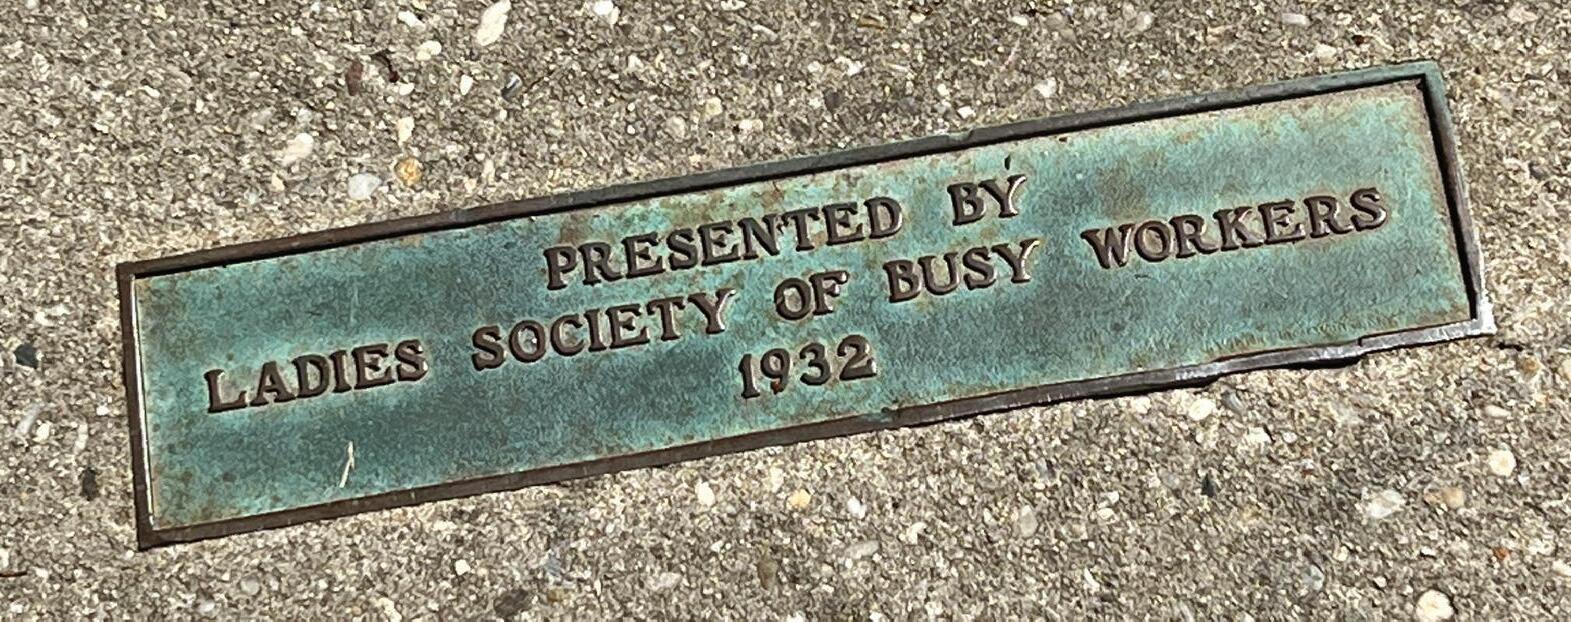 PRESENTED BY
LADIES SOCIETY OF BUSY WORKERS
1932